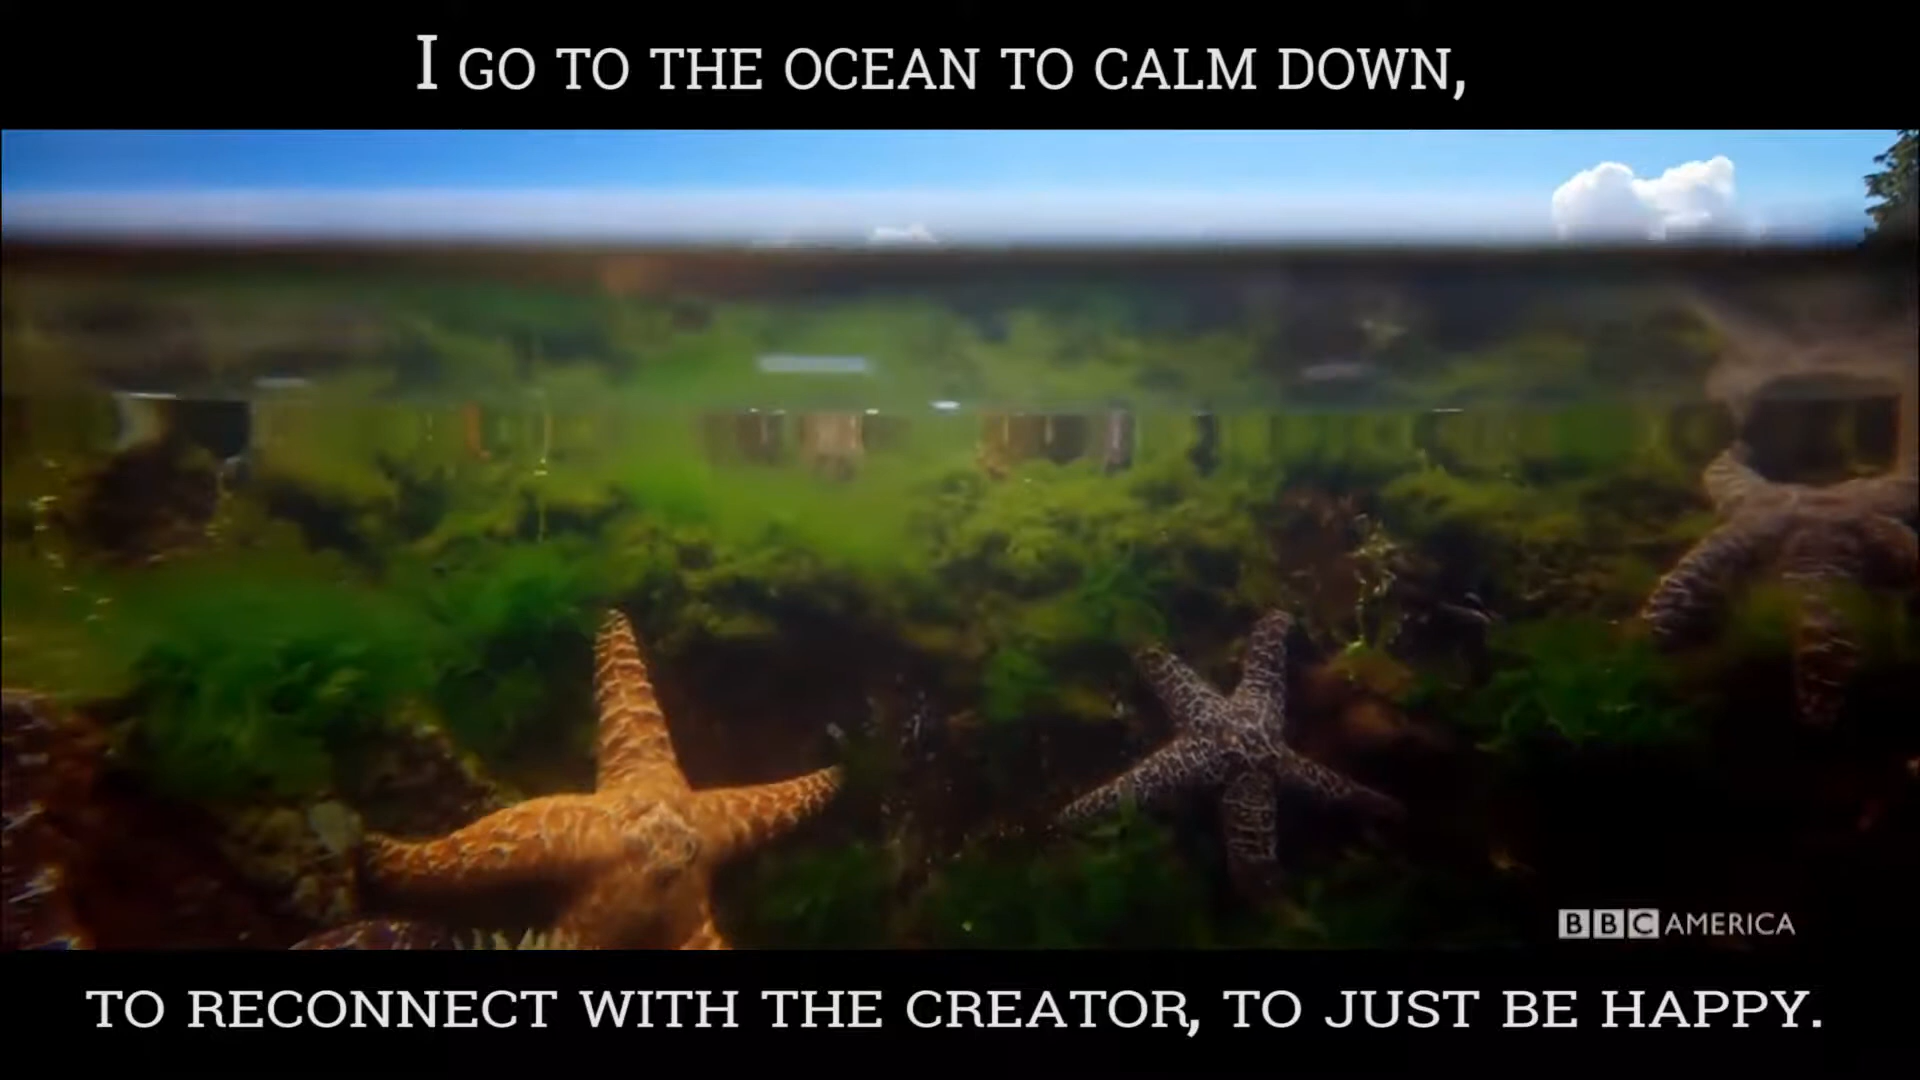 I GO TO THE OCEAN TO CALM DOWN,
BBC AMERICA
TO RECONNECT WITH THE CREATOR, TO JUST BE HAPPY.